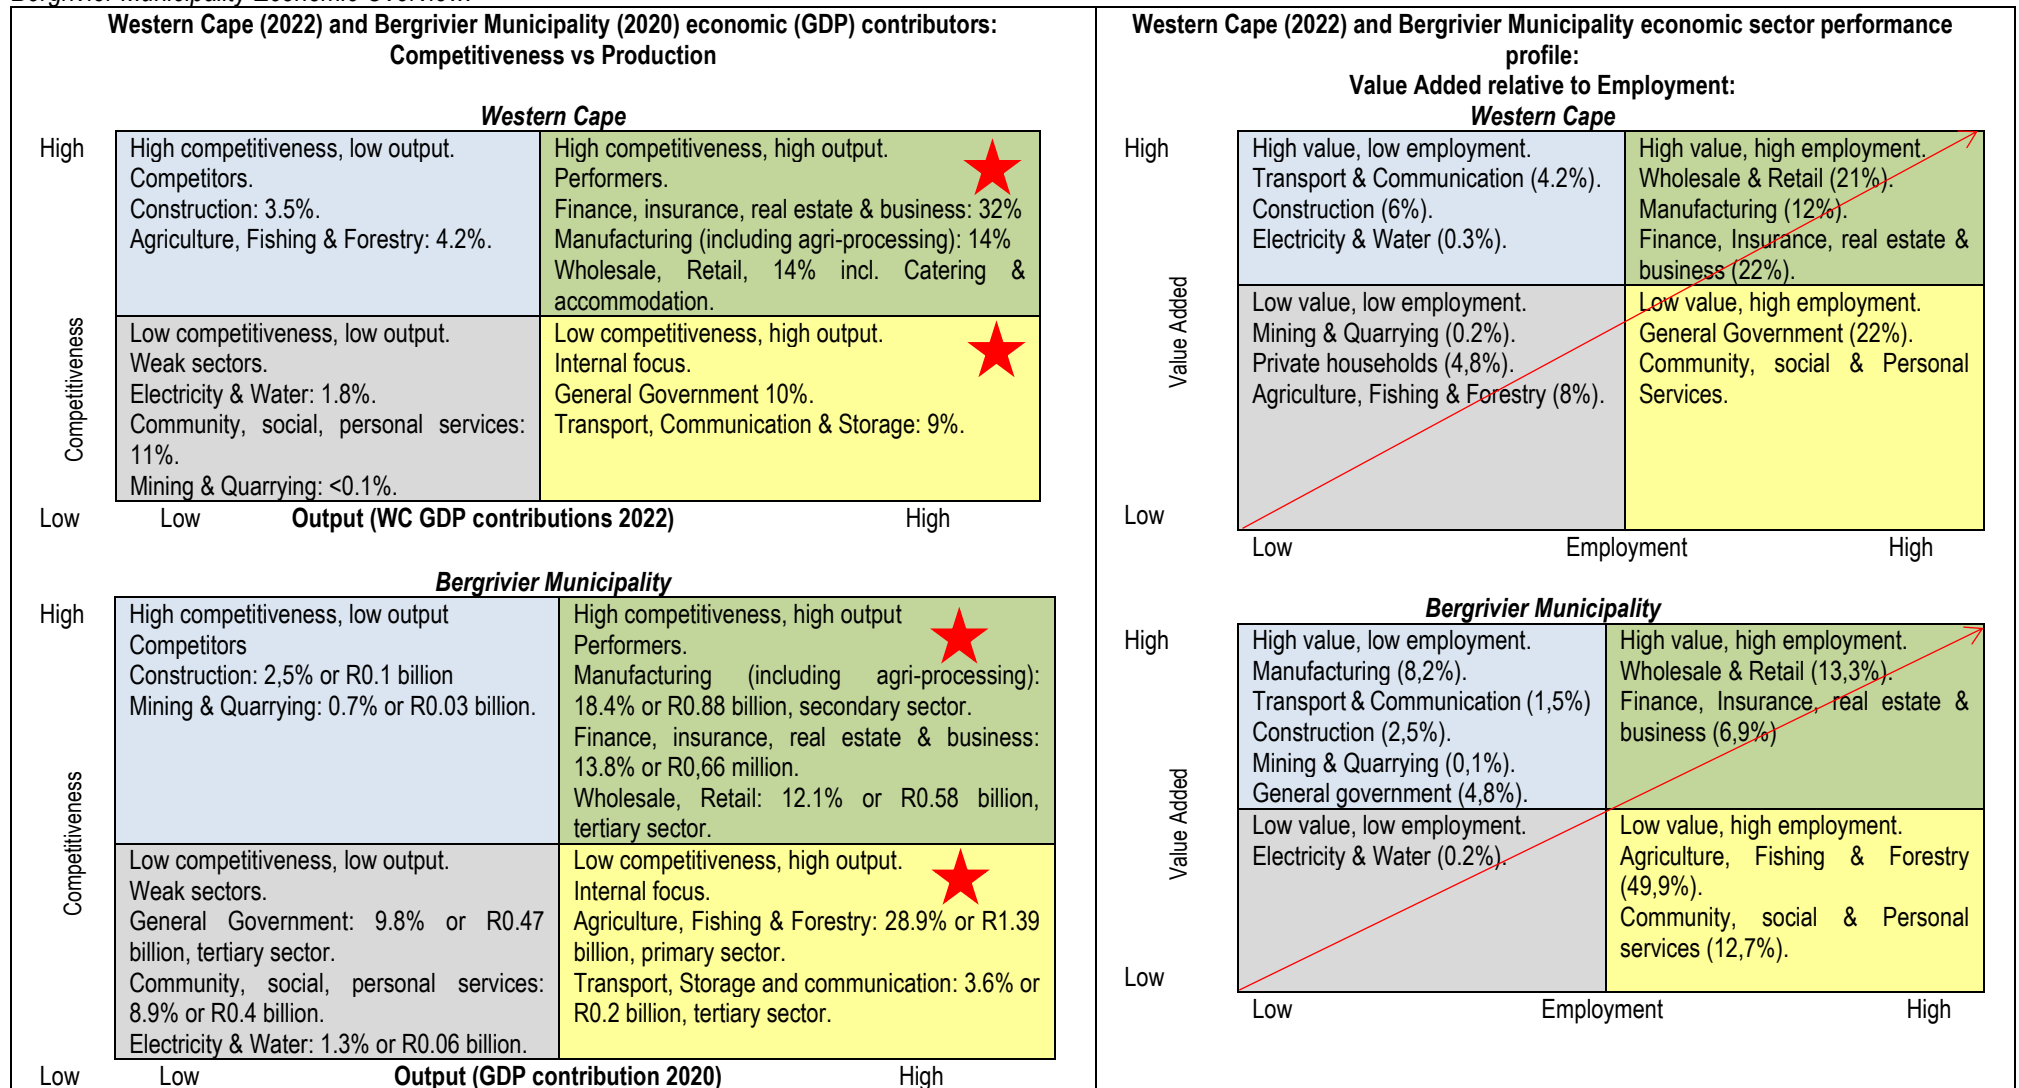 Bergrivier Municipality Economic Overview.
Western Cape (2022) and Bergrivier Municipality (2020) economic (GDP) contributors:
Competitiveness vs Production
Western Cape
High
High competitiveness, low output.
Competitors.
Construction: 3.5%.
Agriculture, Fishing & Forestry: 4.2%.
High competitiveness, high output.
Performers.
Finance, insurance, real estate & business: 32%
Manufacturing (including agri-processing): 14%
Wholesale, Retail, 14% incl. Catering &
accommodation.
Competitiveness
Low competitiveness, low output.
Weak sectors.
Electricity & Water: 1.8%.
Community, social, personal services:
11%.
Mining & Quarrying: <0.1%.
Low competitiveness, high output.
Internal focus.
General Government 10%.
Transport, Communication & Storage: 9%.
Low
Low
Output (WC GDP contributions 2022)
High
Bergrivier Municipality
High
High competitiveness, low output
Competitors
Construction: 2,5% or R0.1 billion
Mining & Quarrying: 0.7% or R0.03 billion.
High competitiveness, high output
Performers.
Manufacturing (including agri-processing):
18.4% or R0.88 billion, secondary sector.
Finance, insurance, real estate & business:
13.8% or R0,66 million.
Wholesale, Retail: 12.1% or R0.58 billion,
tertiary sector.
Competitiveness
Low competitiveness, low output.
Weak sectors.
General Government: 9.8% or R0.47
billion, tertiary sector.
Community, social, personal services:
8.9% or R0.4 billion.
Electricity & Water: 1.3% or R0.06 billion.
Low competitiveness, high output.
Internal focus.
Agriculture, Fishing & Forestry: 28.9% or R1.39
billion, primary sector.
Transport, Storage and communication: 3.6% or
R0.2 billion, tertiary sector.
Low
Low
Output (GDP contribution 2020)
High
Western Cape (2022) and Bergrivier Municipality economic sector performance
profile:
Value Added relative to Employment:
Western Cape
High
High value, low employment.
Transport & Communication (4.2%).
Construction (6%).
Electricity & Water (0.3%).
High value, high employment.
Wholesale & Retail (21%).
Manufacturing (12%).
Finance, Insurance, real estate &
business (22%).
Value Added
Low value, low employment.
Mining & Quarrying (0.2%).
Private households (4,8%).
Agriculture, Fishing & Forestry (8%).
Low value, high employment.
General Government (22%).
Community, social & Personal
Services.
Low
Low
Employment
High
Bergrivier Municipality
High
High value, low employment.
Manufacturing (8,2%).
Transport & Communication (1,5%)
Construction (2,5%).
Mining & Quarrying (0,1%).
General government (4,8%).
High value, high employment.
Wholesale & Retail (13,3%).
Finance, Insurance, real estate &
business (6,9%)
Value Added
Low value, low employment.
Electricity & Water (0.2%).
Low value, high employment.
Agriculture, Fishing & Forestry
(49,9%).
Community, social & Personal
services (12,7%).
Low
Low
Employment
High